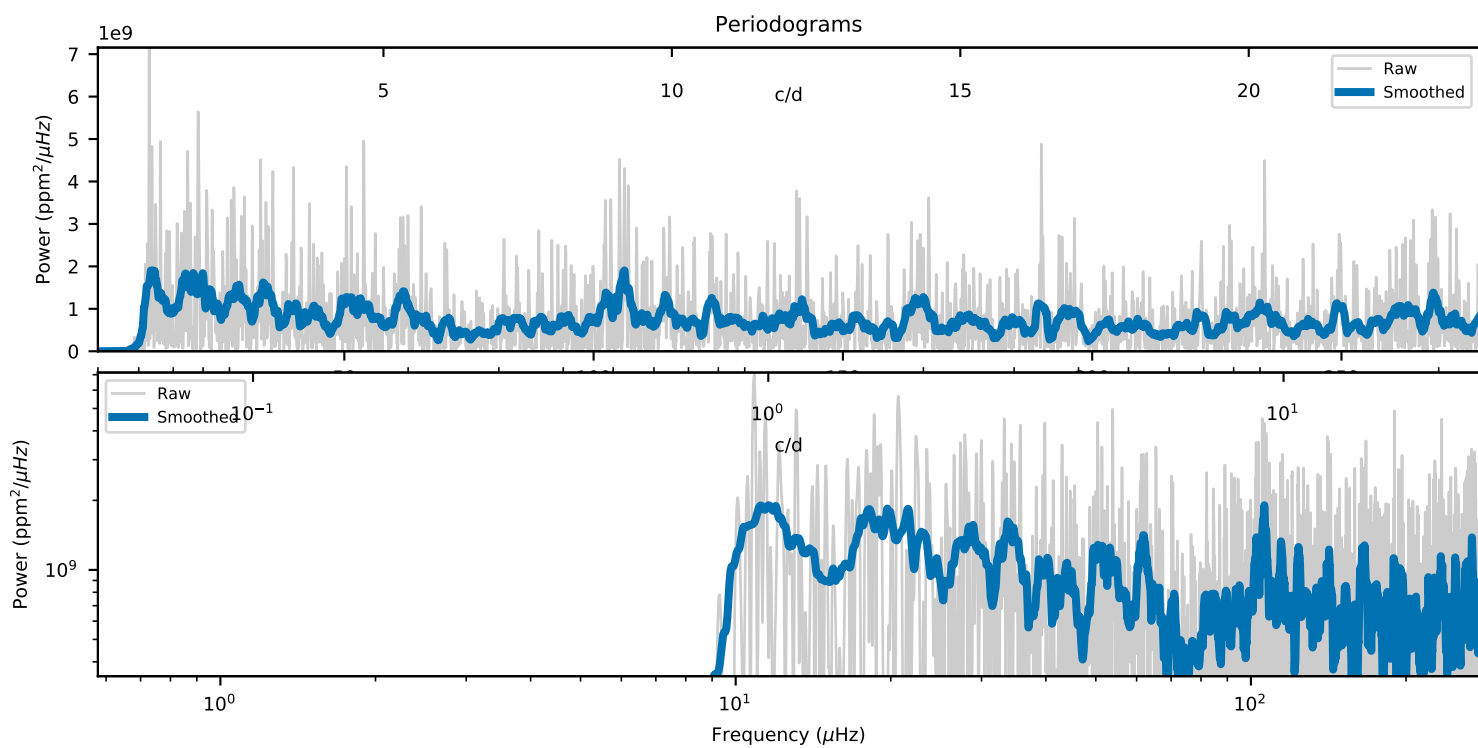 Periodograms
1e9
7
6
5
4
3
2
1
0
Power (ppm²/μHz)
5
10
15
20
c/d
Raw
Smoothed
Raw
Smoothed
10⁻¹
10⁰
10¹
c/d
Power (ppm²/μHz)
10⁹
10⁰
10¹
10²
Frequency (μHz)